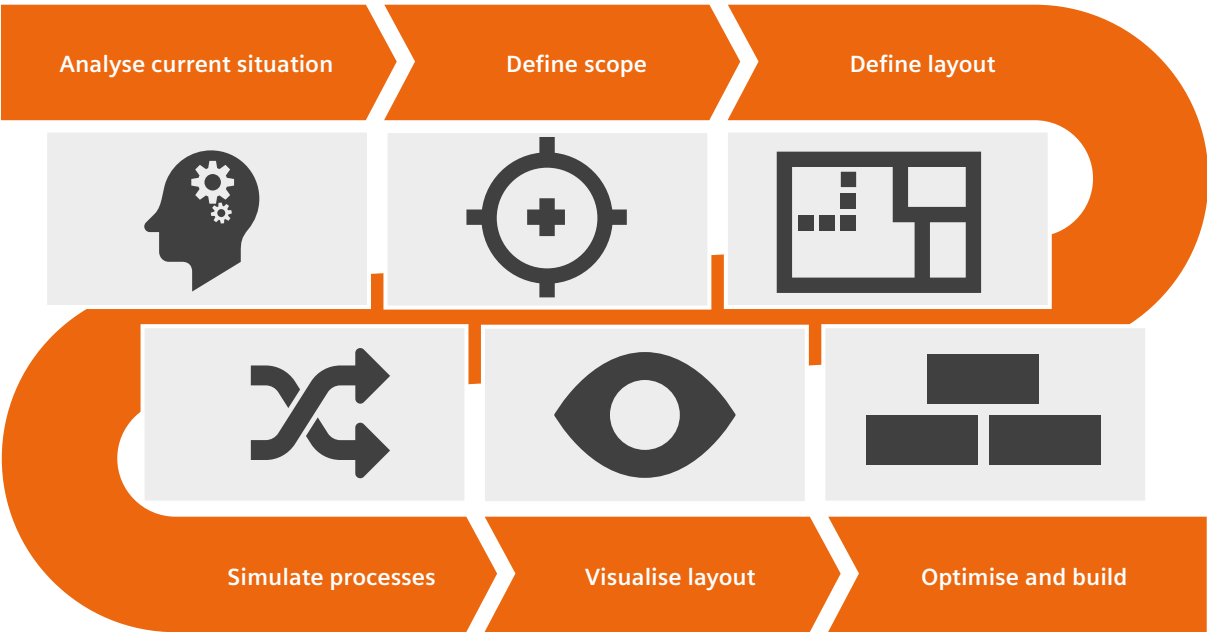 Analyse current situation
Define scope
Define layout
Simulate processes
Visualise layout
Optimise and build